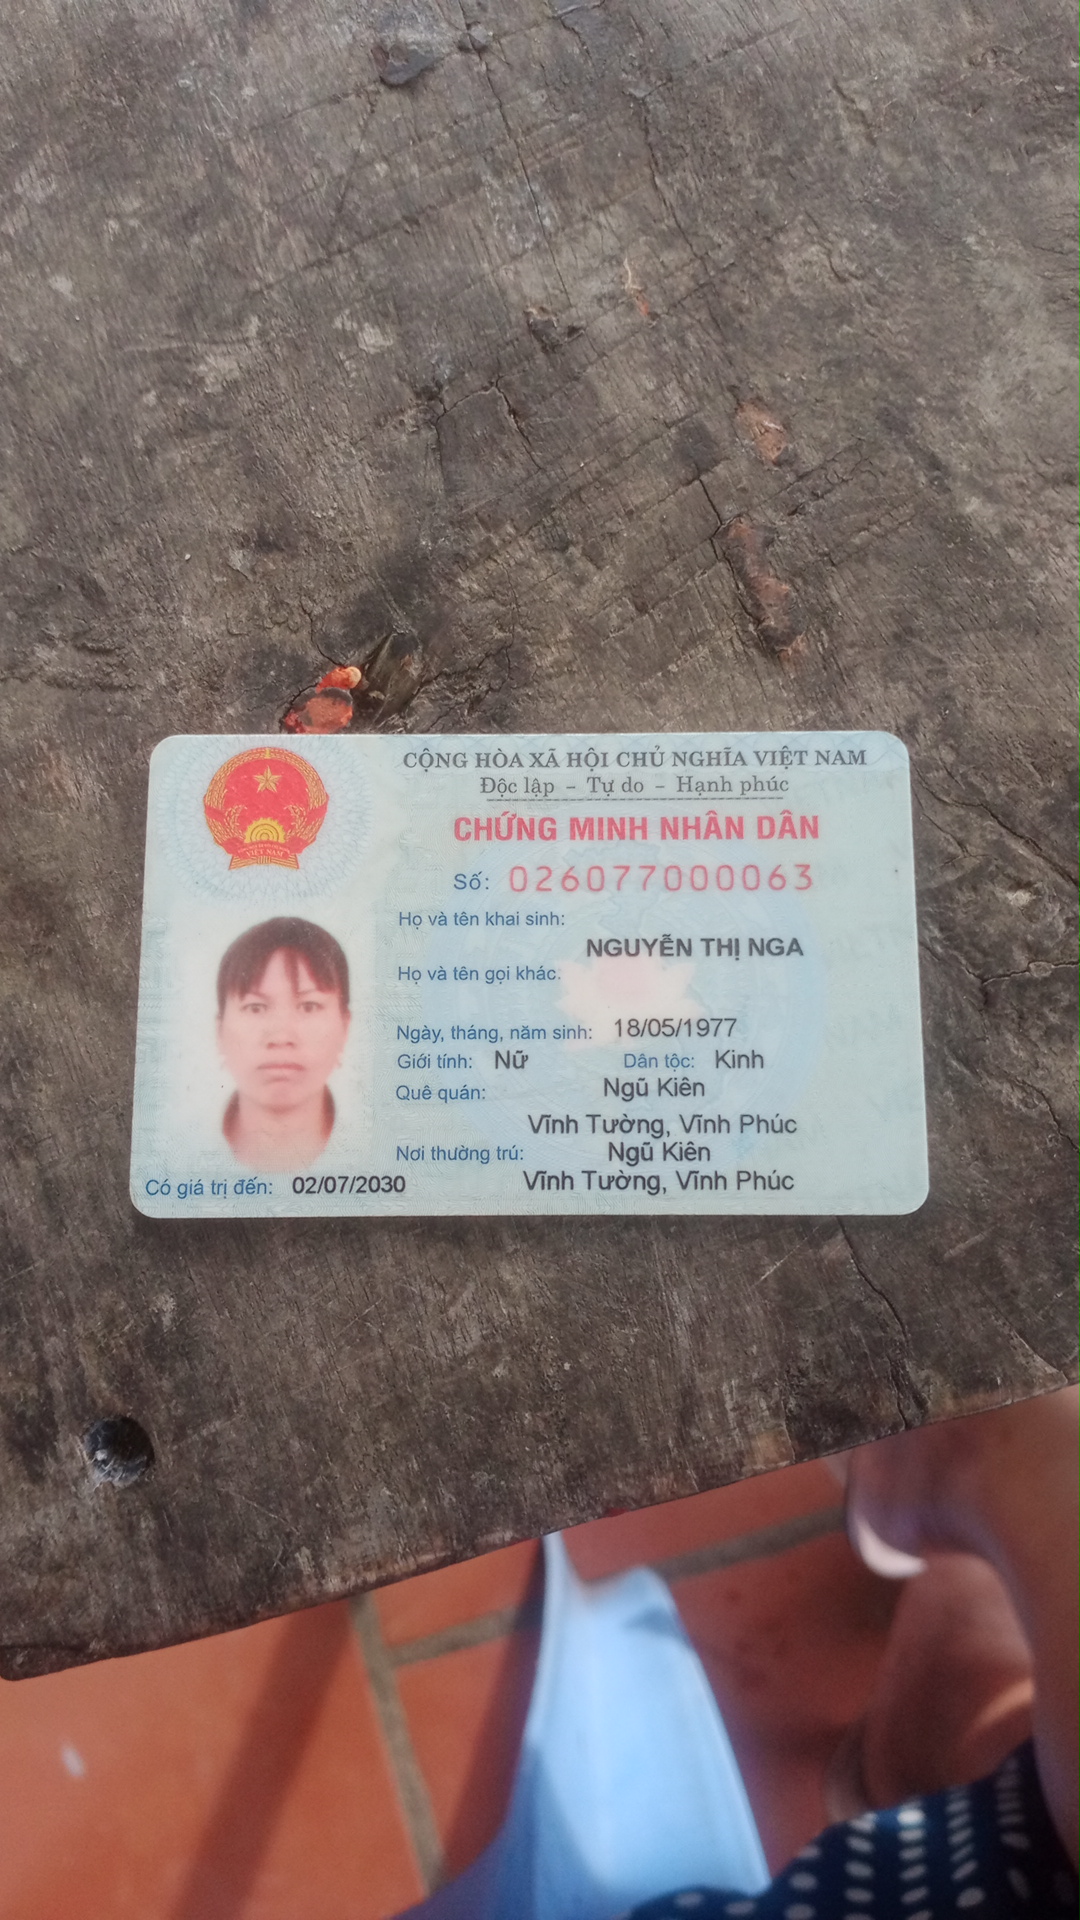 CỘNG HÒA XÃ HỘI CHỦ NGHĨA VIỆT NAM
Độc lập - Tự do - Hạnh phúc
CHỨNG MINH NHÂN DÂN
Số: 026077000063
Họ và tên khai sinh:
NGUYỄN THỊ NGA
Họ và tên gọi khác:
Ngày, tháng, năm sinh: 18/05/1977
Giới tính: Nữ Dân tộc: Kinh
Quê quán: Ngũ Kiên
Vĩnh Tường, Vĩnh Phúc
Nơi thường trú: Ngũ Kiên
Vĩnh Tường, Vĩnh Phúc
Có giá trị đến: 02/07/2030
VIỆT NAM